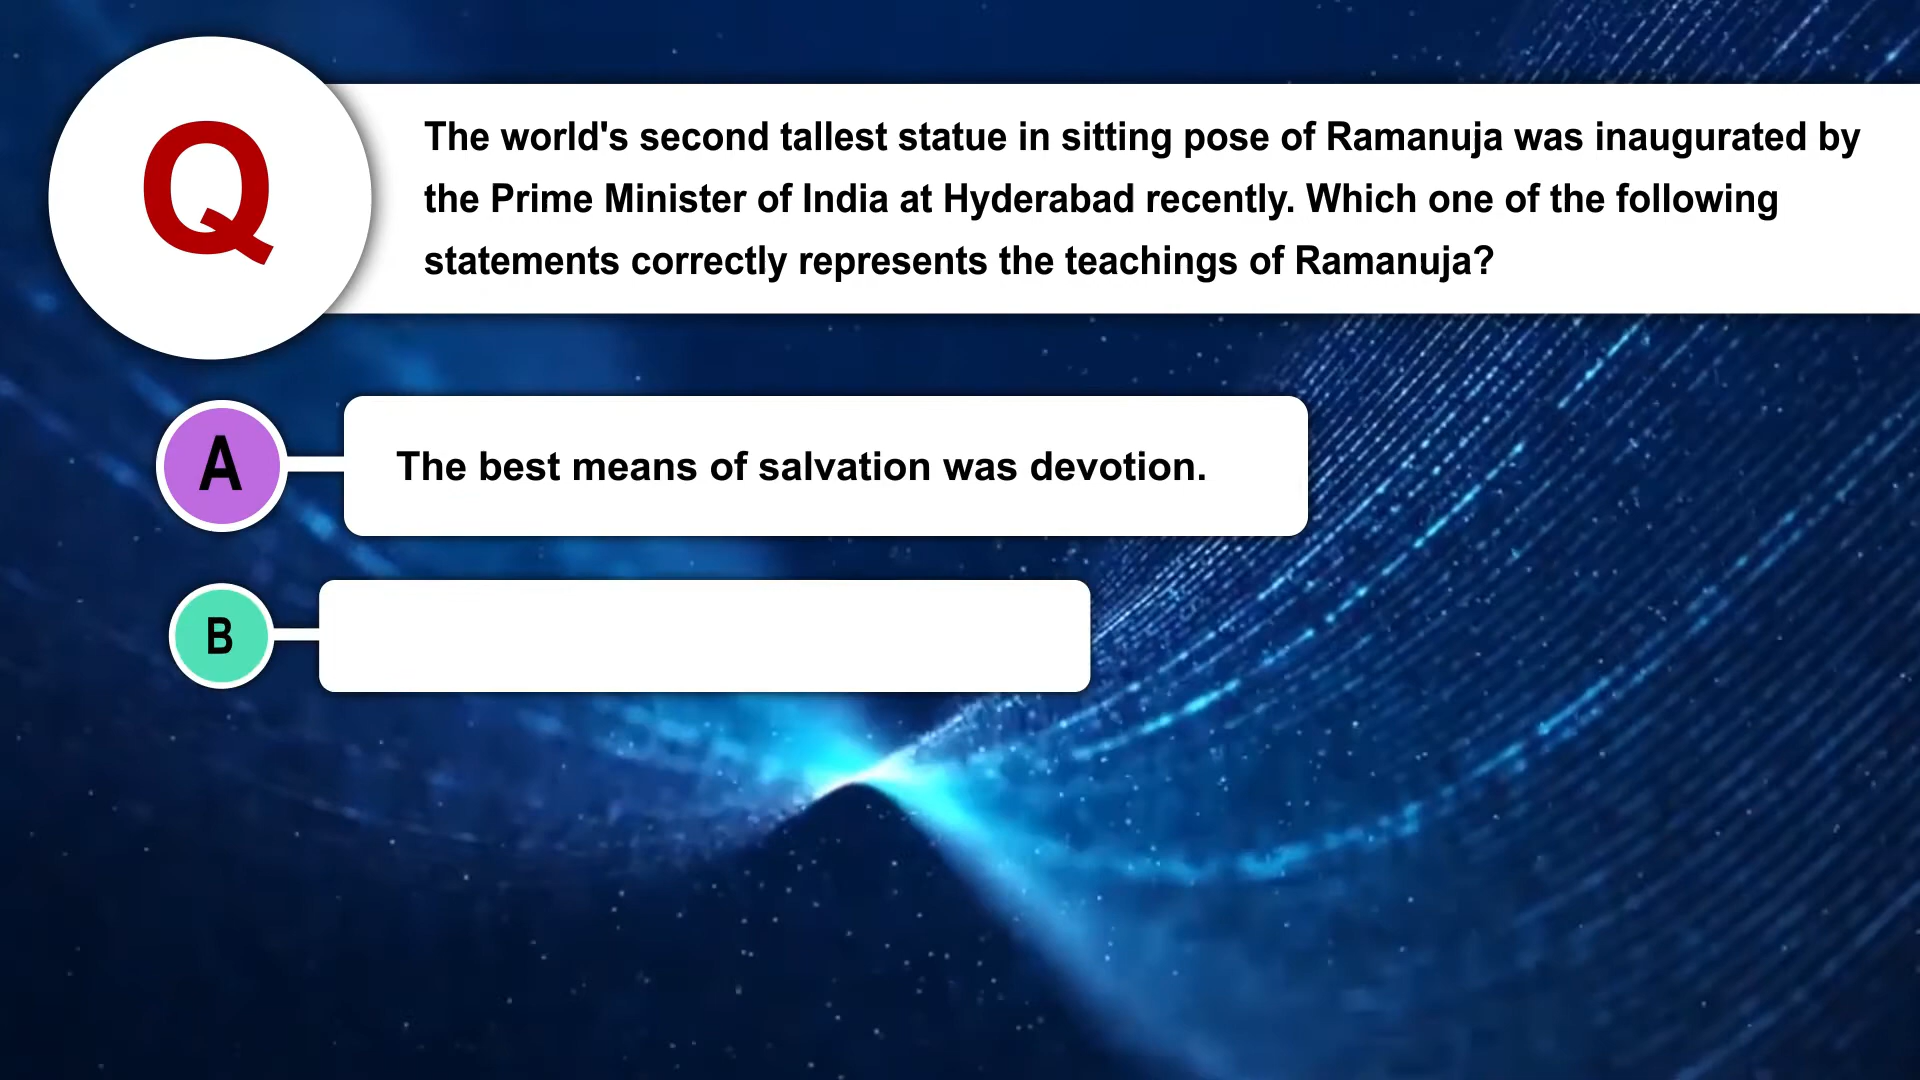 Q
The world's second tallest statue in sitting pose of Ramanuja was inaugurated by
the Prime Minister of India at Hyderabad recently. Which one of the following
statements correctly represents the teachings of Ramanuja?
A
The best means of salvation was devotion.
B